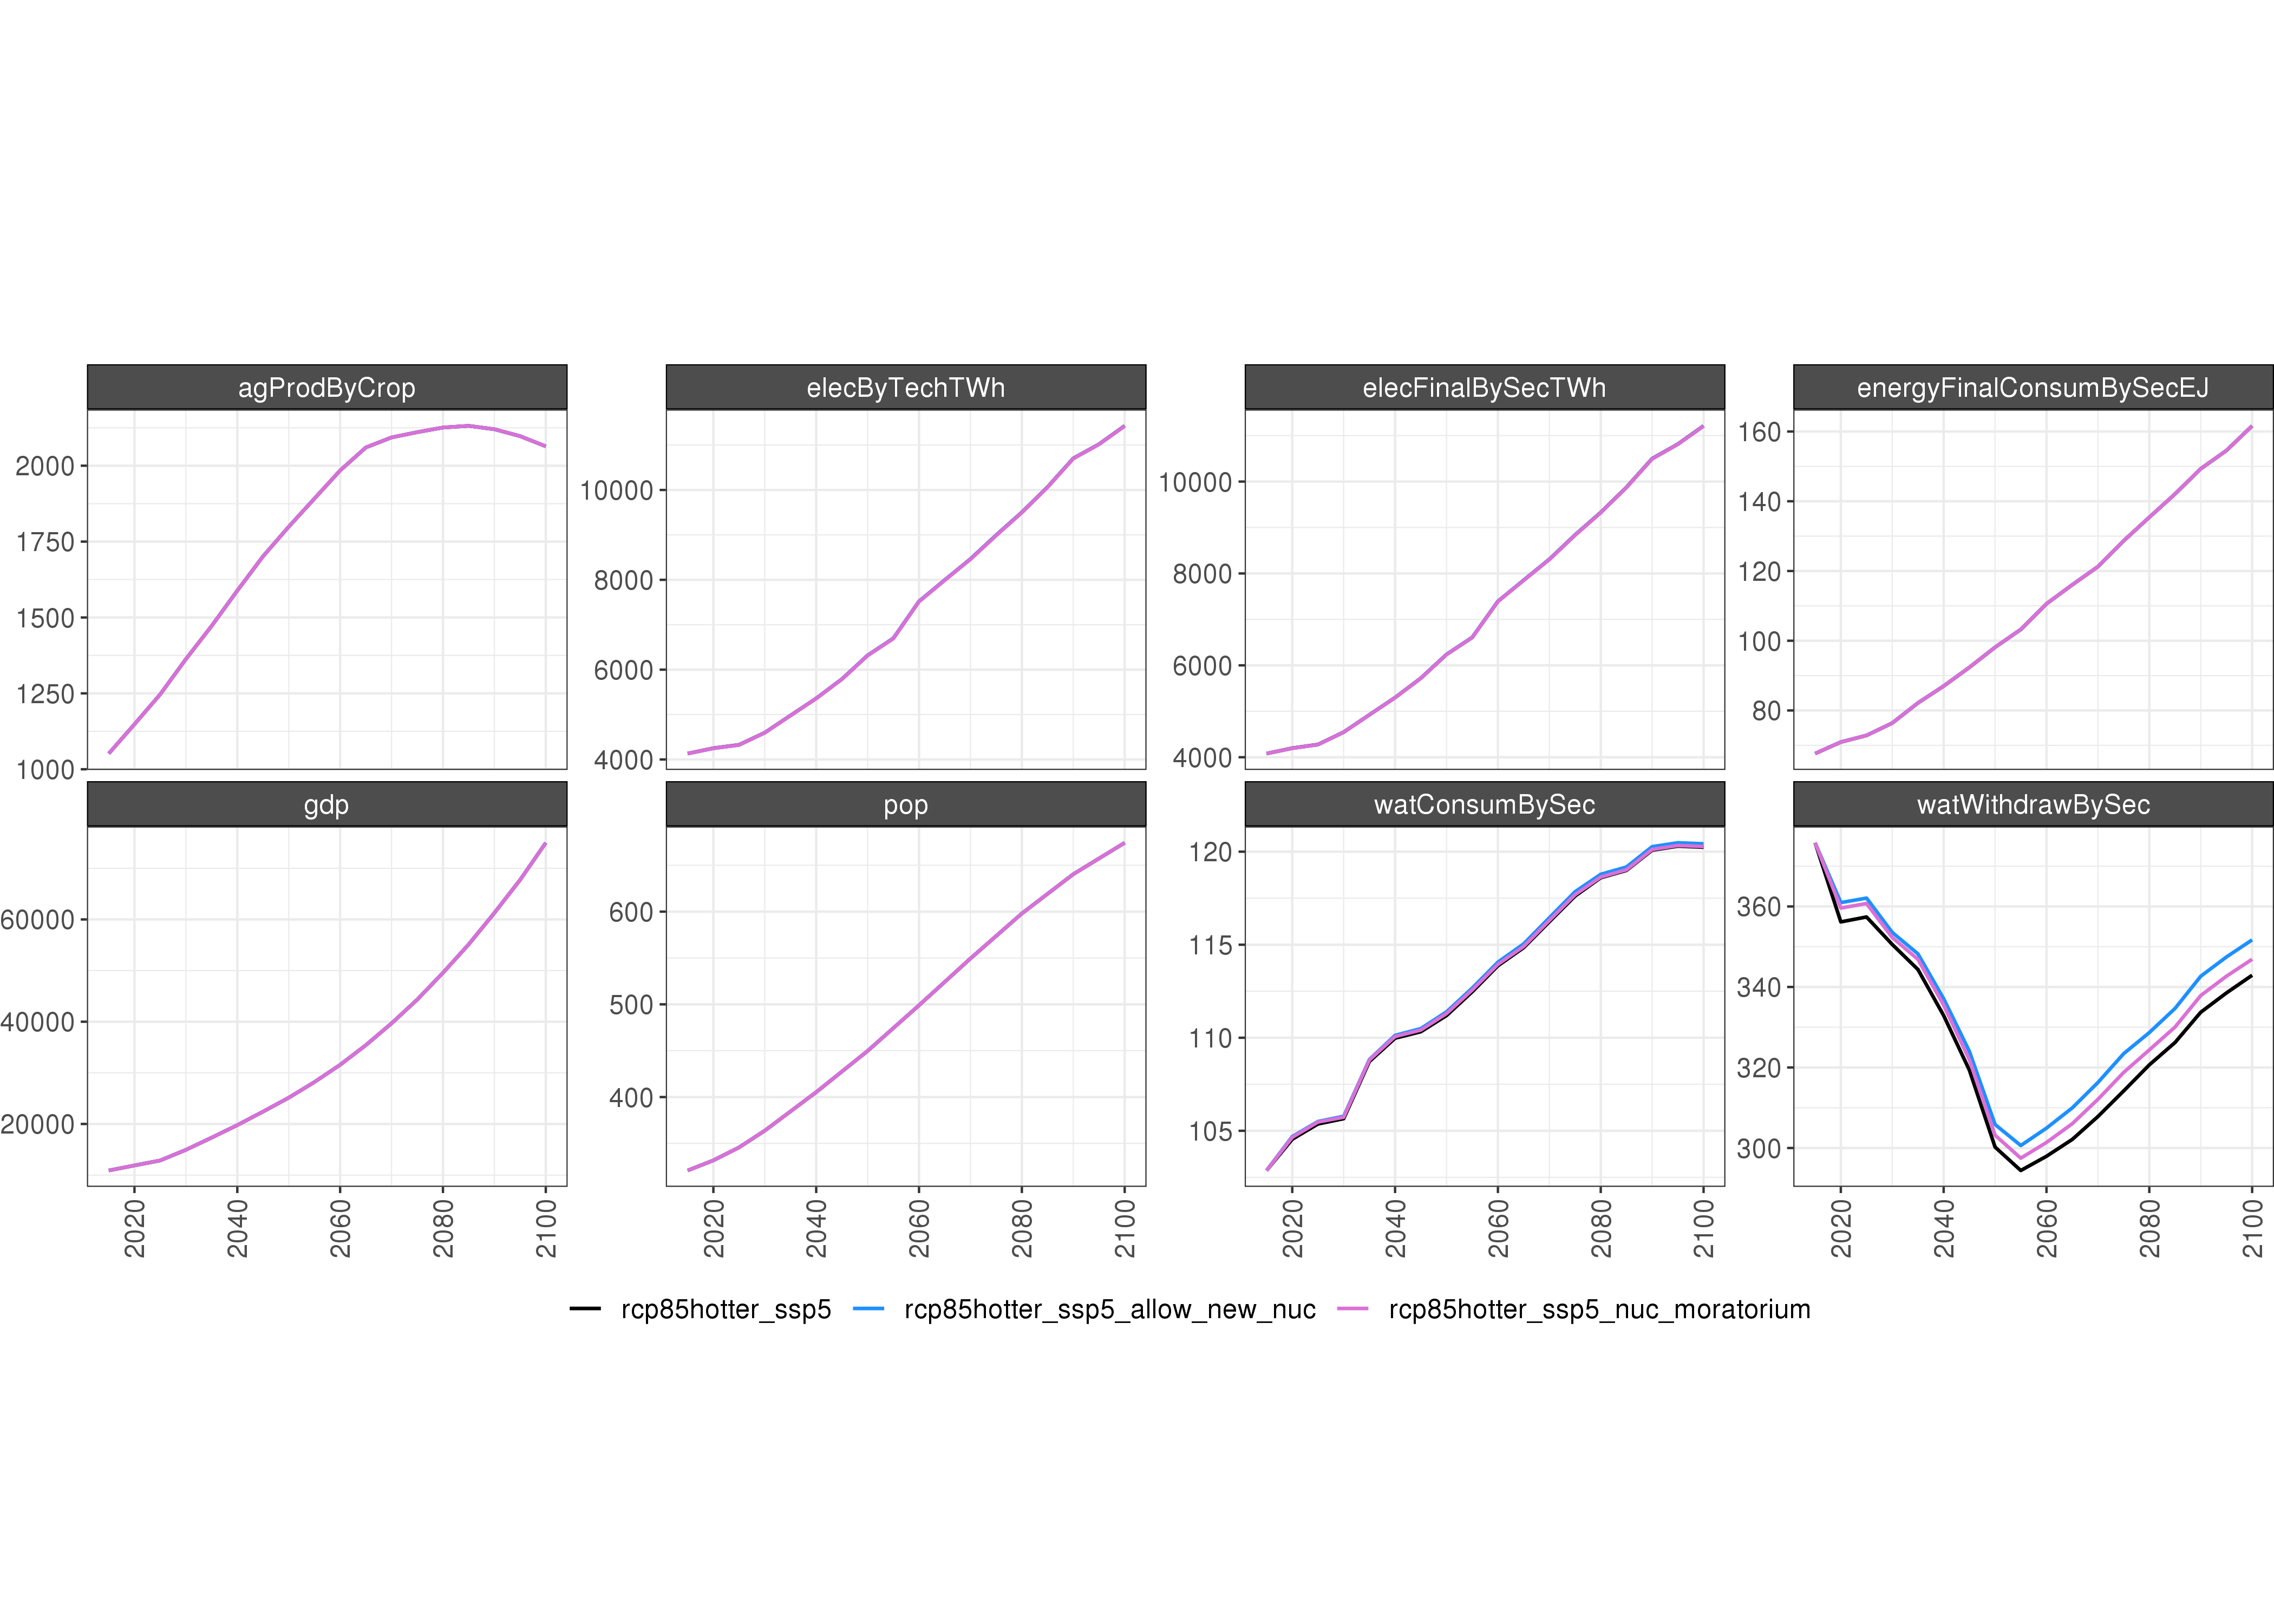 agProdByCrop
elecByTechTWh
elecFinalBySecTWh
energyFinalConsumBySecEJ
2000
1750
1500
1250
1000
10000
8000
6000
4000
10000
8000
6000
4000
160
140
120
100
80
gdp
pop
watConsumBySec
watWithdrawBySec
60000
40000
20000
600
500
400
120
115
110
105
360
340
320
300
2020 2040 2060 2080 2100
2020 2040 2060 2080 2100
2020 2040 2060 2080 2100
2020 2040 2060 2080 2100
rcp85hotter_ssp5 rcp85hotter_ssp5_allow_new_nuc rcp85hotter_ssp5_nuc_moratorium